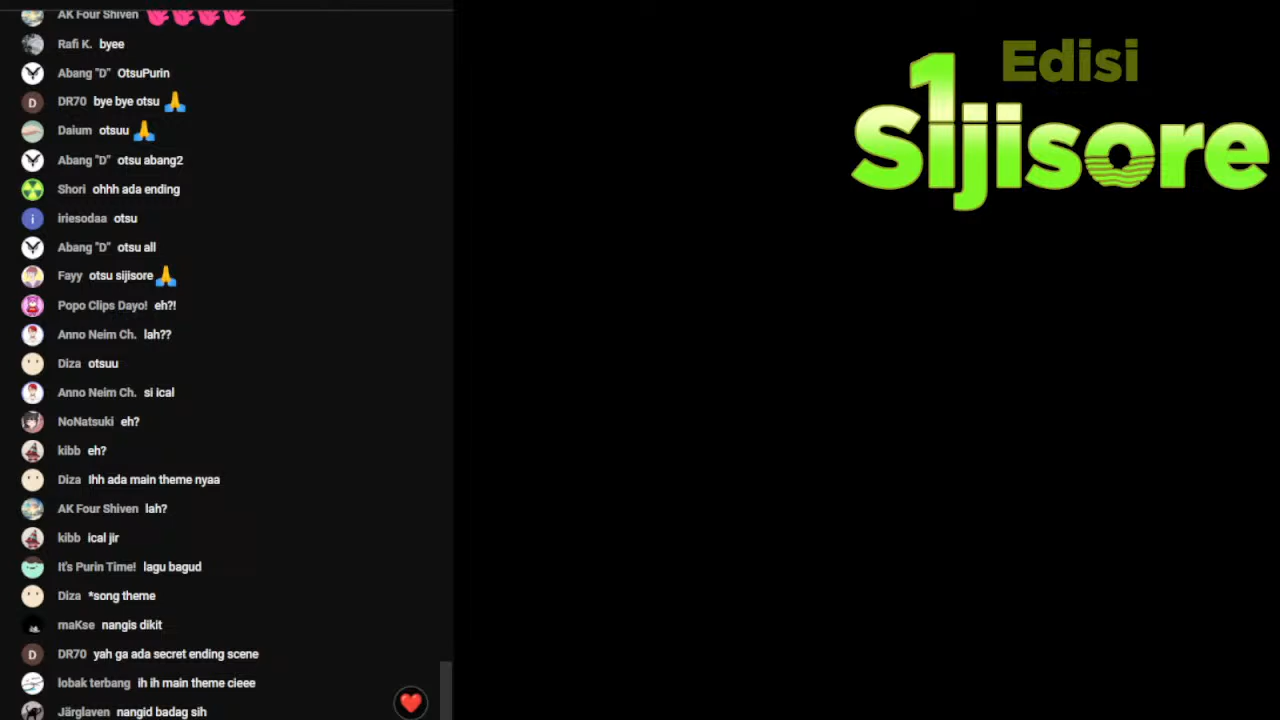 AK Four Shiven
Rafi K. byee
Abang "D" OtsuPurin
D DR70 bye bye otsu 🙏
Daium otsuu 🙏
Abang "D" otsu abang2
Shori ohhh ada ending
i iriesodaa otsu
Abang "D" otsu all
Fayy otsu sijisore 🙏
Popo Clips Dayo! eh?!
Anno Neim Ch. lah??
Diza otsuu
Anno Neim Ch. si ical
NoNatsuki eh?
kibb eh?
Diza Ihh ada main theme nyaa
AK Four Shiven lah?
kibb ical jir
It's Purin Time! lagu bagud
Diza *song theme
maKse nangis dikit
D DR70 yah ga ada secret ending scene
lobak terbang ih ih main theme cieee
Järglaven nangid badag sih
Edisi
S1jisore